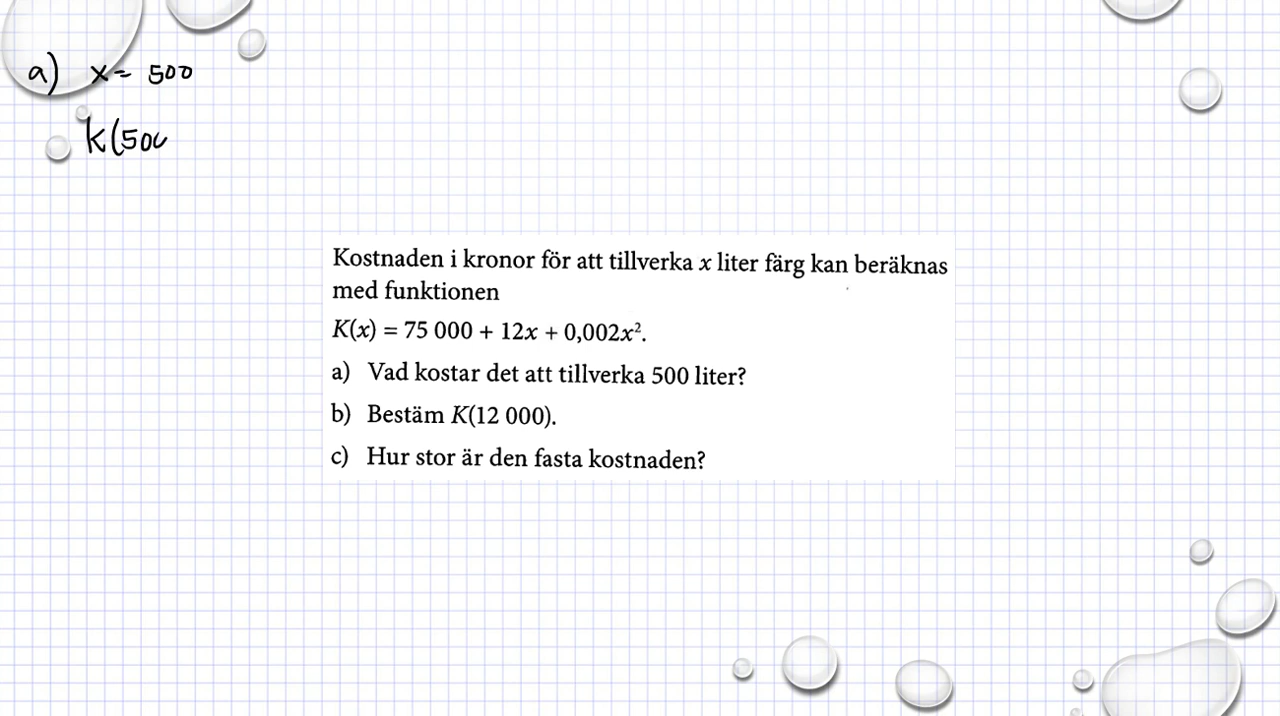 a) x = 500
k(500
Kostnaden i kronor för att tillverka x liter färg kan beräknas
med funktionen
K(x) = 75 000 + 12x + 0,002x².
a) Vad kostar det att tillverka 500 liter?
b) Bestäm K(12 000).
c) Hur stor är den fasta kostnaden?